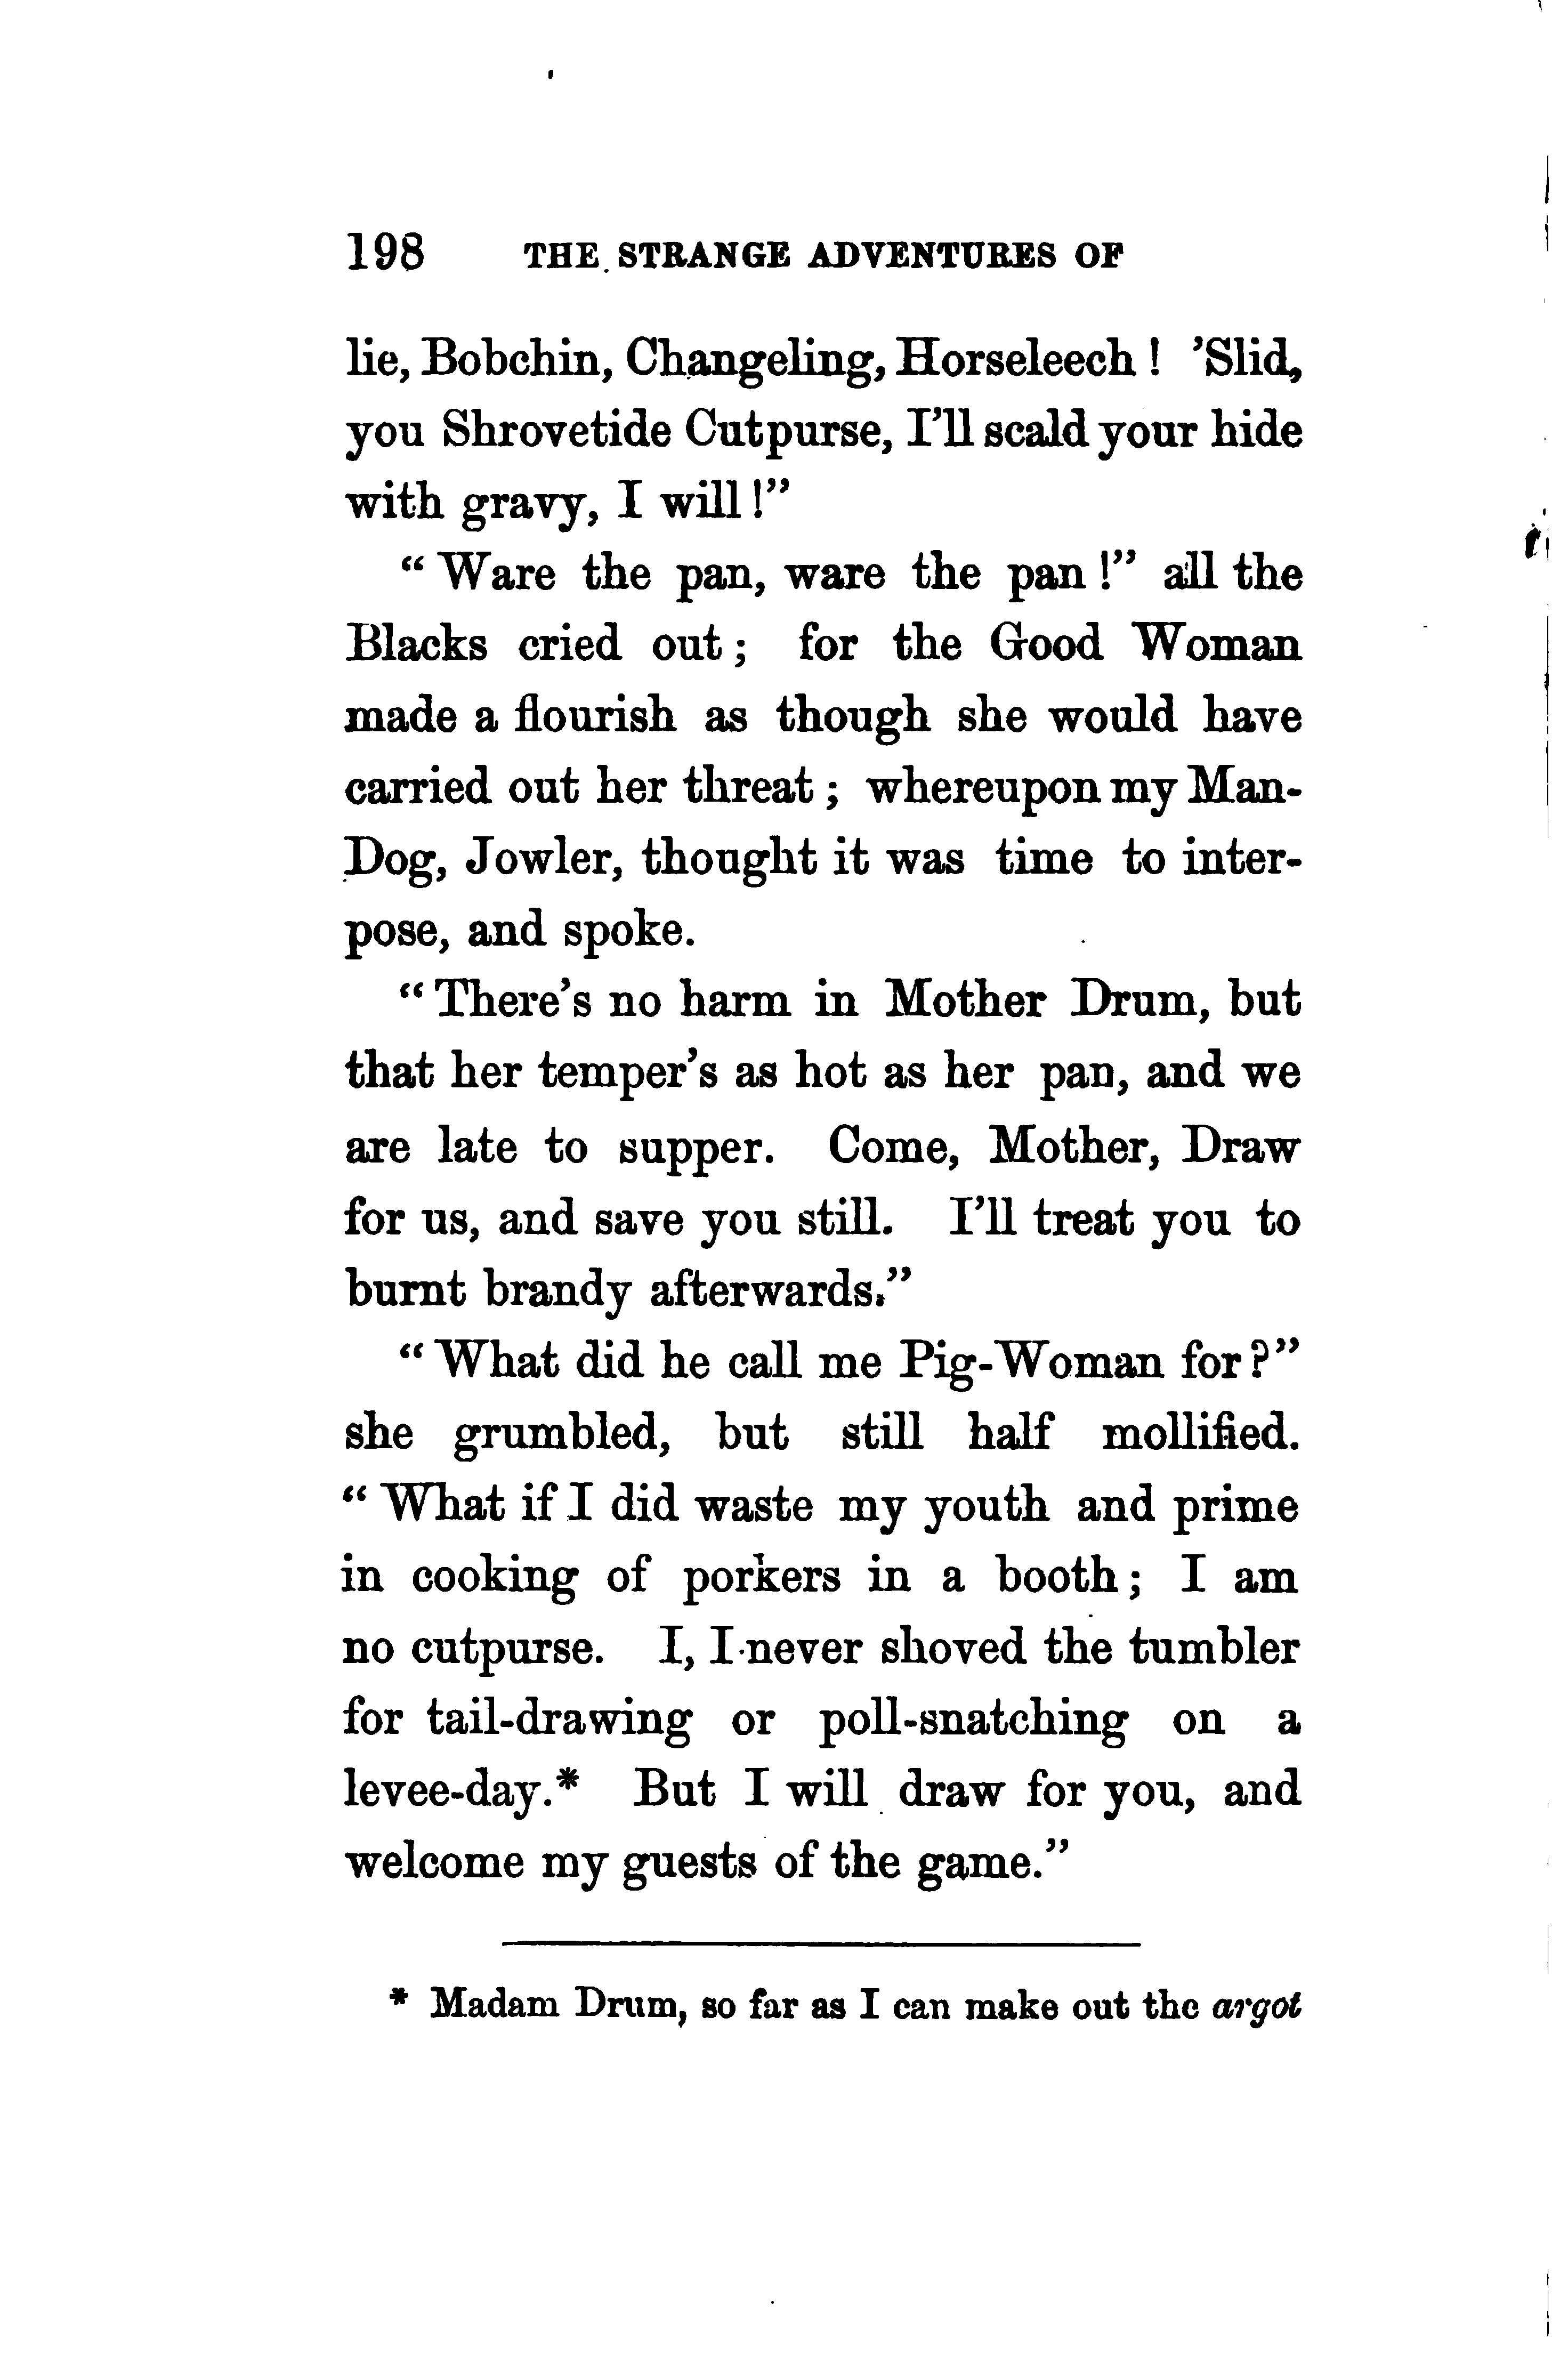 198 THE STRANGE ADVENTURES OF
lie, Bobchin, Changeling, Horseleech! 'Slid,
you Shrovetide Cutpurse, I'll scald your hide
with gravy, I will!"
"Ware the pan, ware the pan!" all the
Blacks cried out; for the Good Woman
made a flourish as though she would have
carried out her threat; whereupon my Man-
Dog, Jowler, thought it was time to inter-
pose, and spoke.
"There's no harm in Mother Drum, but
that her temper's as hot as her pan, and we
are late to supper. Come, Mother, Draw
for us, and save you still. I'll treat you to
burnt brandy afterwards."
"What did he call me Pig-Woman for?"
she grumbled, but still half mollified.
"What if I did waste my youth and prime
in cooking of porkers in a booth; I am
no cutpurse. I, I never shoved the tumbler
for tail-drawing or poll-snatching on a
levee-day.* But I will draw for you, and
welcome my guests of the game."
* Madam Drum, so far as I can make out the argot